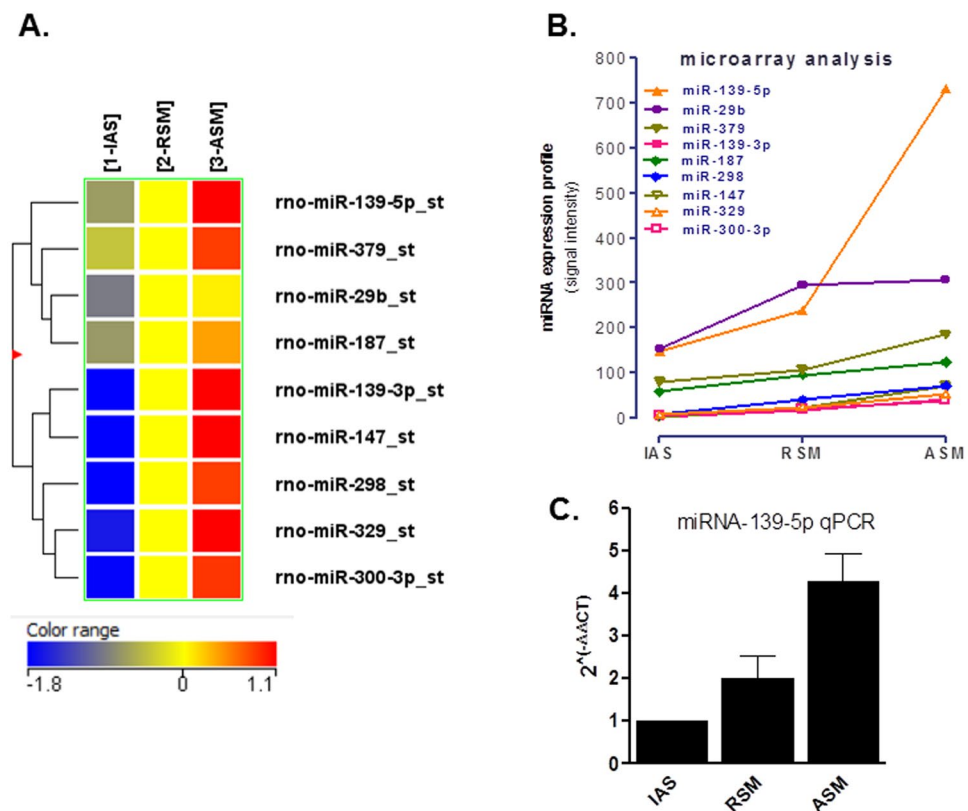 A.
[1-IAS]
[2-RSM]
[3-ASM]
rno-miR-139-5p_st
rno-miR-379_st
rno-miR-29b_st
rno-miR-187_st
rno-miR-139-3p_st
rno-miR-147_st
rno-miR-298_st
rno-miR-329_st
rno-miR-300-3p_st
Color range
-1.8 0 1.1
B.
microarray analysis
miRNA expression profile
(signal intensity)
800
700
600
500
400
300
200
100
0
miR-139-5p
miR-29b
miR-379
miR-139-3p
miR-187
miR-298
miR-147
miR-329
miR-300-3p
IAS RSM ASM
C.
miRNA-139-5p qPCR
2^(-ΔΔCT)
5
4
3
2
1
0
IAS
RSM
ASM